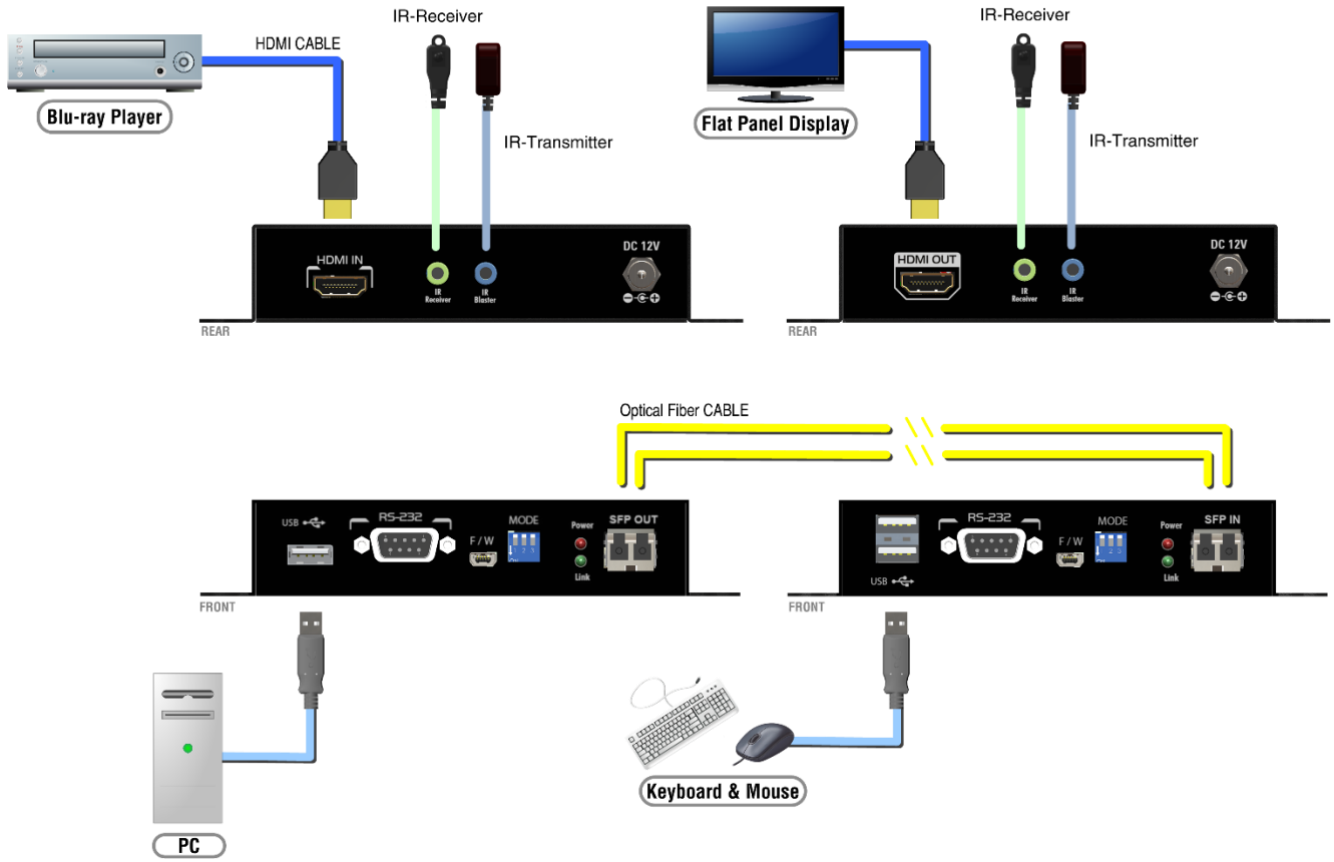 IR-Receiver
HDMI CABLE
Blu-ray Player
IR-Transmitter
HDMI IN
IR
Receiver
IR
Blaster
DC 12V
REAR
IR-Receiver
Flat Panel Display
IR-Transmitter
HDMI OUT
IR
Receiver
IR
Blaster
DC 12V
REAR
Optical Fiber CABLE
USB
RS-232
F / W
MODE
1 2 3
Power
Link
SFP OUT
FRONT
USB
RS-232
F / W
MODE
Power
Link
SFP IN
FRONT
PC
Keyboard & Mouse